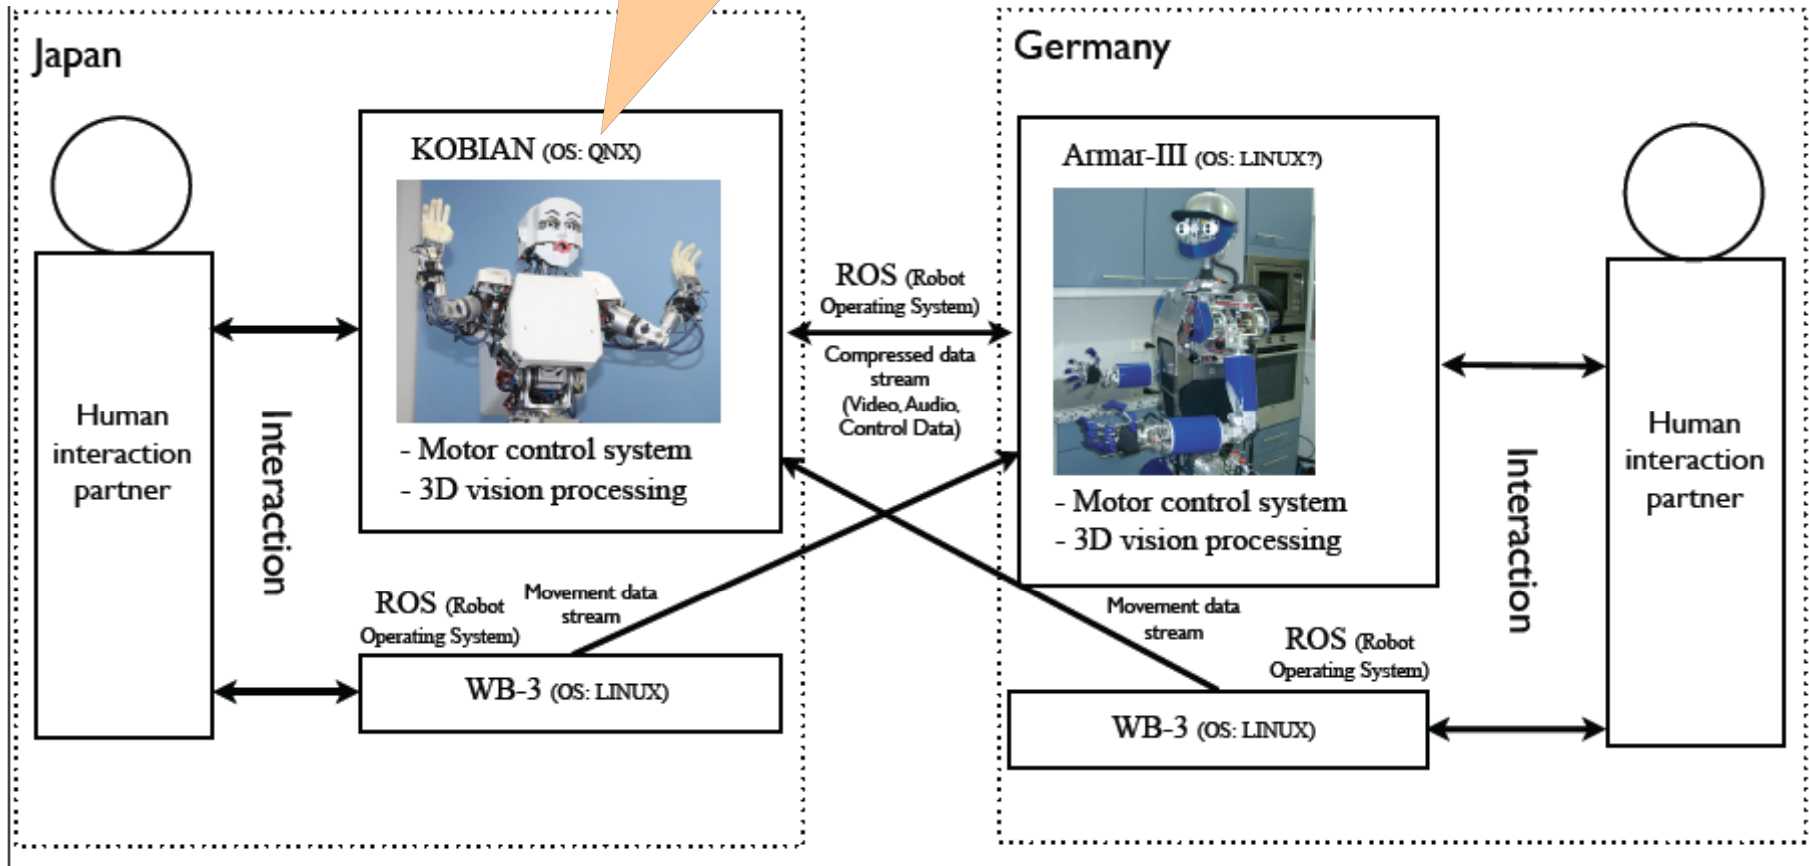 Japan
KOBIAN (OS: QNX)
- Motor control system
- 3D vision processing
Human
interaction
partner
Interaction
ROS (Robot
Operating System)
Movement data
stream
WB-3 (OS: LINUX)
ROS (Robot
Operating System)
Compressed data
stream
(Video, Audio,
Control Data)
Germany
Armar-III (OS: LINUX?)
- Motor control system
- 3D vision processing
Interaction
Human
interaction
partner
Movement data
stream
ROS (Robot
Operating System)
WB-3 (OS: LINUX)